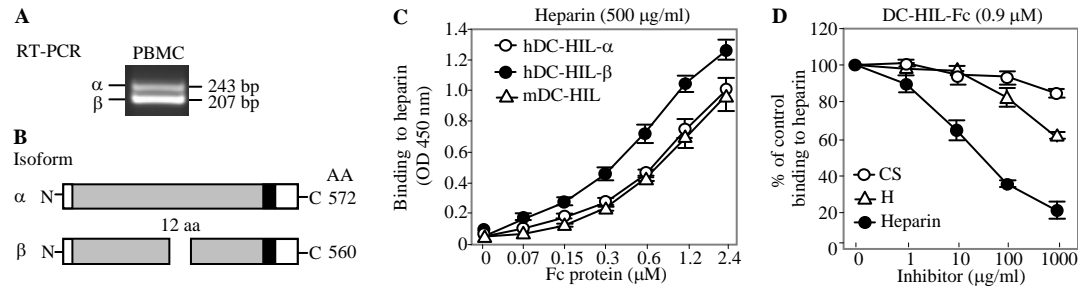 A
RT-PCR
PBMC
α
243 bp
β
207 bp
B
Isoform
AA
α N
C 572
12 aa
β N
C 560
C
Heparin (500 µg/ml)
1.4
1.2
1.0
0.8
0.6
0.4
0.2
0
Binding to heparin
(OD 450 nm)
hDC-HIL-α
hDC-HIL-β
mDC-HIL
0 0.07 0.15 0.3 0.6 1.2 2.4
Fc protein (µM)
D
DC-HIL-Fc (0.9 µM)
120
100
80
60
40
20
0
% of control
binding to heparin
CS
H
Heparin
0 1 10 100 1000
Inhibitor (µg/ml)